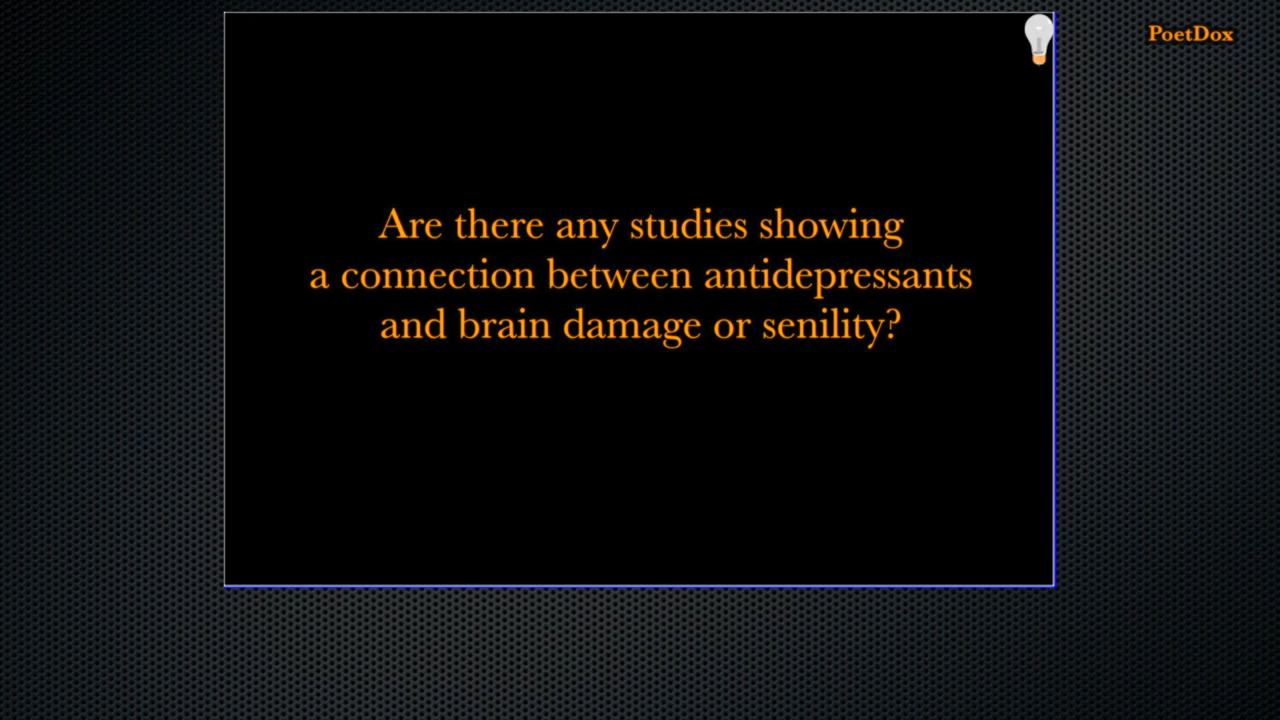 PoetDox
Are there any studies showing
a connection between antidepressants
and brain damage or senility?